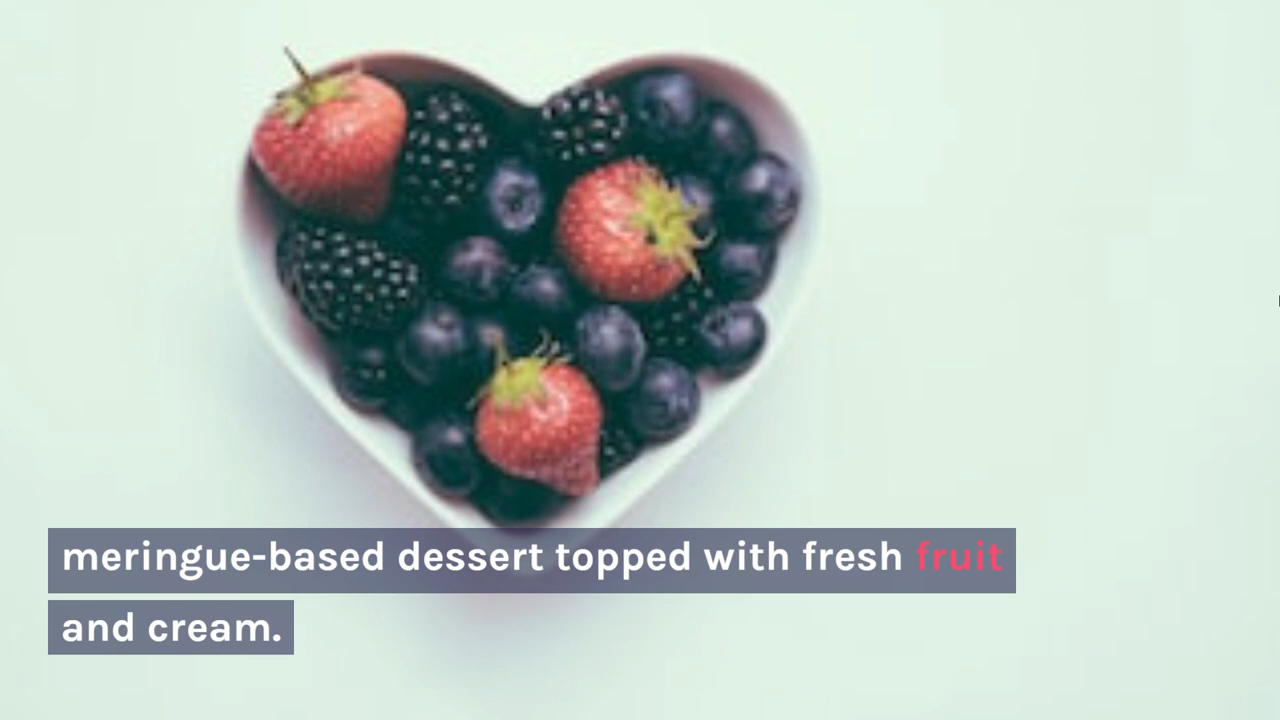 meringue-based dessert topped with fresh fruit
and cream.